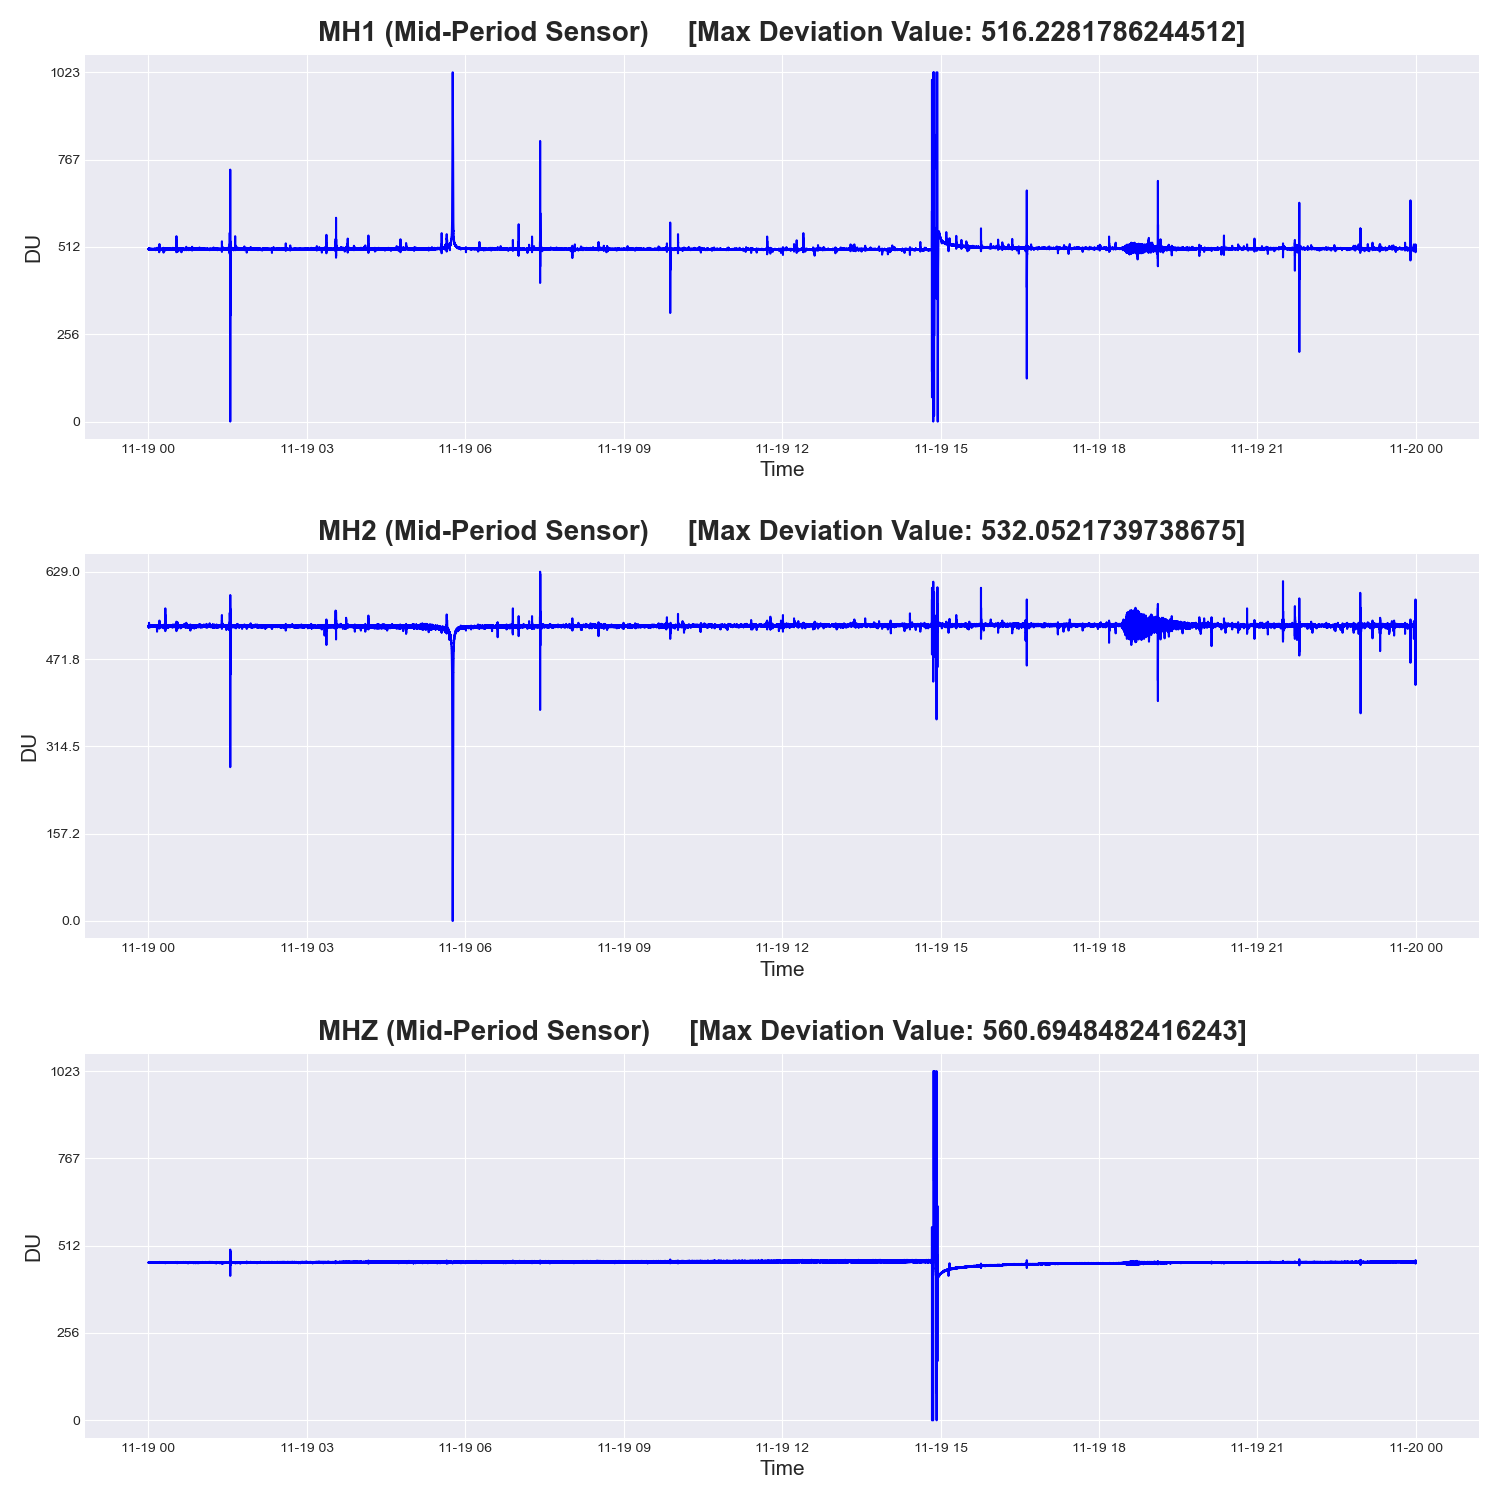 MH1 (Mid-Period Sensor) [Max Deviation Value: 516.2281786244512]
1023
767
512
256
0
DU
11-19 00 11-19 03 11-19 06 11-19 09 11-19 12 11-19 15 11-19 18 11-19 21 11-20 00
Time
MH2 (Mid-Period Sensor) [Max Deviation Value: 532.0521739738675]
629.0
471.8
314.5
157.2
0.0
DU
11-19 00 11-19 03 11-19 06 11-19 09 11-19 12 11-19 15 11-19 18 11-19 21 11-20 00
Time
MHZ (Mid-Period Sensor) [Max Deviation Value: 560.6948482416243]
1023
767
512
256
0
DU
11-19 00 11-19 03 11-19 06 11-19 09 11-19 12 11-19 15 11-19 18 11-19 21 11-20 00
Time